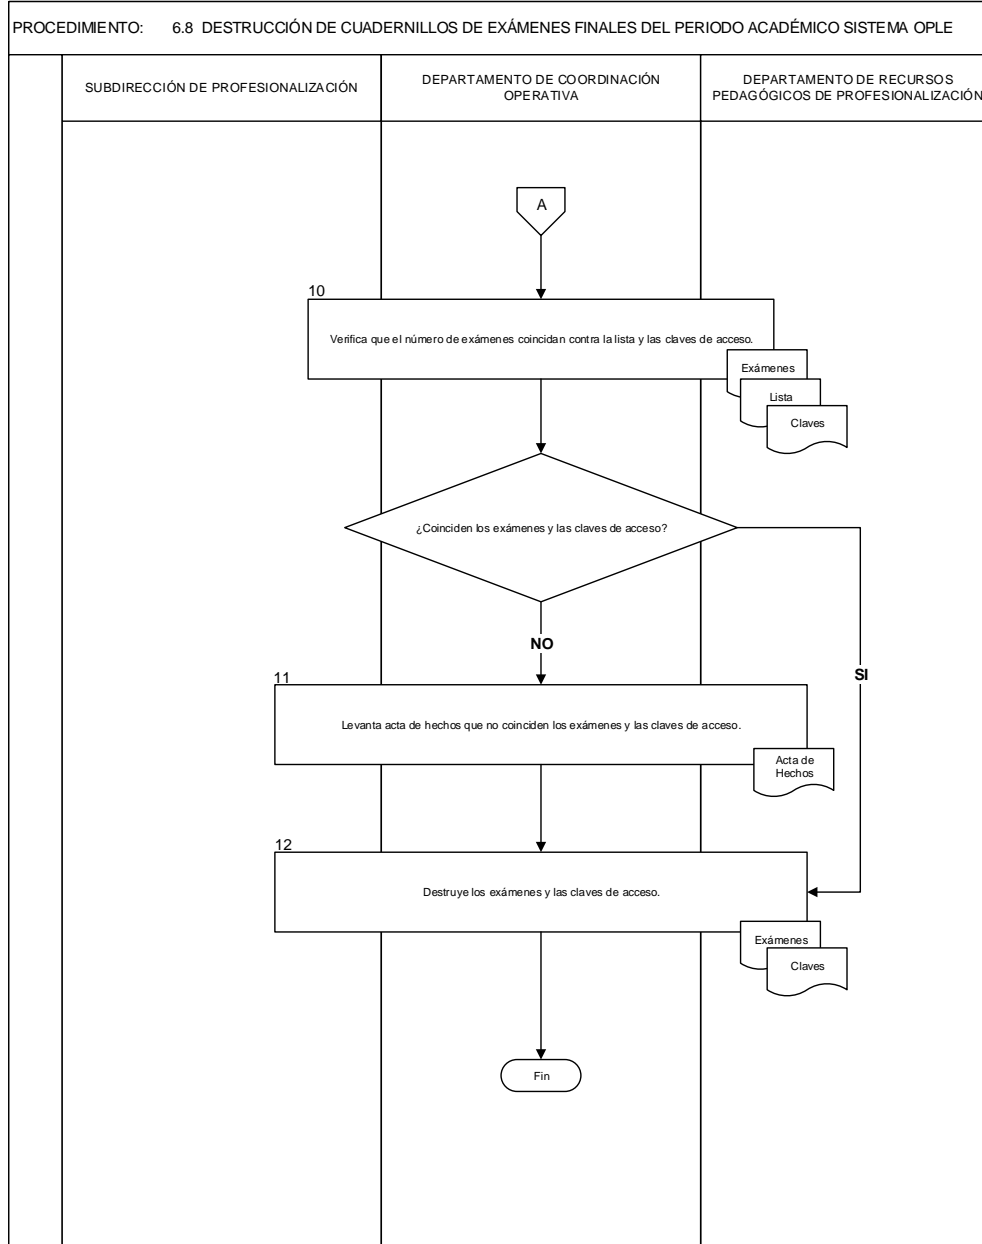 PROCEDIMIENTO: 6.8 DESTRUCCIÓN DE CUADERNILLOS DE EXÁMENES FINALES DEL PERIODO ACADÉMICO SISTEMA OPLE
SUBDIRECCIÓN DE PROFESIONALIZACIÓN
DEPARTAMENTO DE COORDINACIÓN
OPERATIVA
DEPARTAMENTO DE RECURSOS
PEDAGÓGICOS DE PROFESIONALIZACIÓN
A
10
Verifica que el número de exámenes coincidan contra la lista y las claves de acceso.
Exámenes
Lista
Claves
¿Coinciden los exámenes y las claves de acceso?
NO
SI
11
Levanta acta de hechos que no coinciden los exámenes y las claves de acceso.
Acta de
Hechos
12
Destruye los exámenes y las claves de acceso.
Exámenes
Claves
Fin